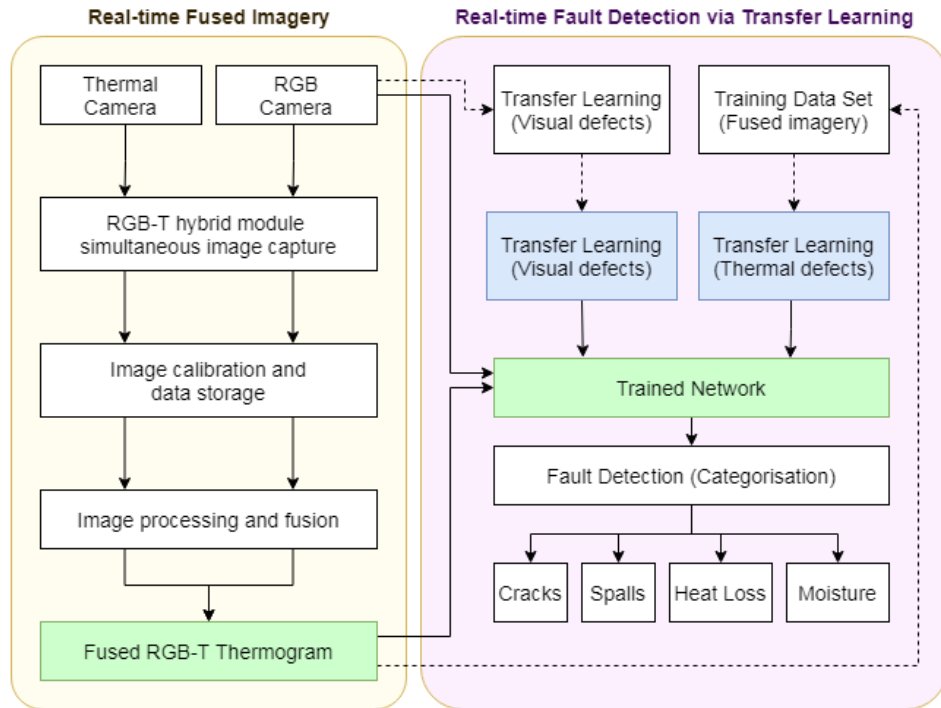 Real-time Fused Imagery
Real-time Fault Detection via Transfer Learning
Thermal
Camera
RGB
Camera
Transfer Learning
(Visual defects)
Training Data Set
(Fused imagery)
RGB-T hybrid module
simultaneous image capture
Transfer Learning
(Visual defects)
Transfer Learning
(Thermal defects)
Image calibration and
data storage
Trained Network
Fault Detection (Categorisation)
Image processing and fusion
Cracks
Spalls
Heat Loss
Moisture
Fused RGB-T Thermogram